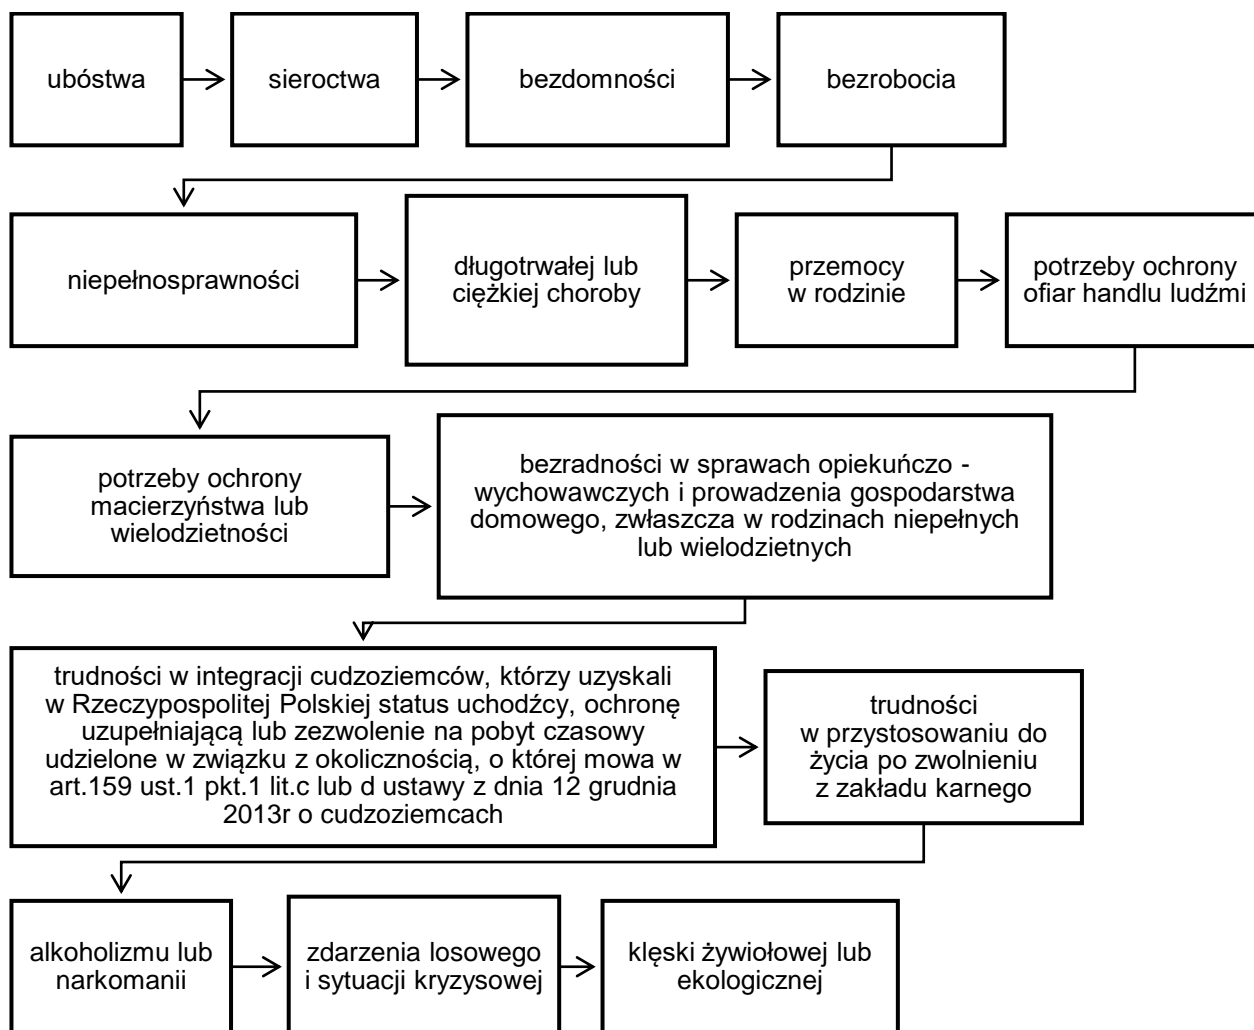 ubóstwa
sieroctwa
bezdomności
bezrobocia
niepełnosprawności
długotrwałej lub
ciężkiej choroby
przemocy
w rodzinie
potrzeby ochrony
ofiar handlu ludźmi
potrzeby ochrony
macierzyństwa lub
wielodzietności
bezradności w sprawach opiekuńczo -
wychowawczych i prowadzenia gospodarstwa
domowego, zwłaszcza w rodzinach niepełnych
lub wielodzietnych
trudności w integracji cudzoziemców, którzy uzyskali
w Rzeczypospolitej Polskiej status uchodźcy, ochronę
uzupełniającą lub zezwolenie na pobyt czasowy
udzielone w związku z okolicznością, o której mowa w
art.159 ust.1 pkt.1 lit.c lub d ustawy z dnia 12 grudnia
2013r o cudzoziemcach
trudności
w przystosowaniu do
życia po zwolnieniu
z zakładu karnego
alkoholizmu lub
narkomanii
zdarzenia losowego
i sytuacji kryzysowej
klęski żywiołowej lub
ekologicznej